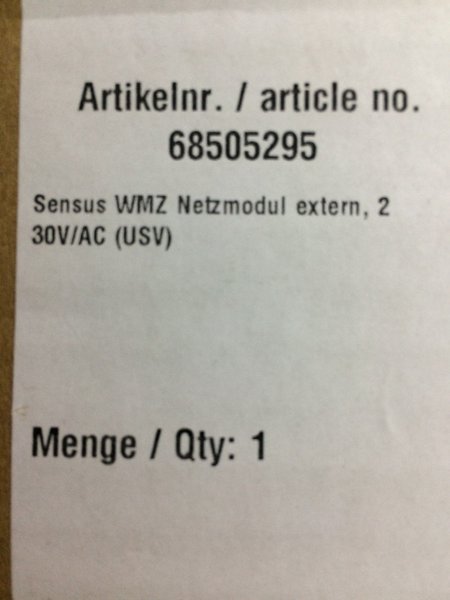 Artikelnr. / article no.
68505295
Sensus WMZ Netzmodul extern, 2
30V/AC (USV)
Menge / Qty: 1